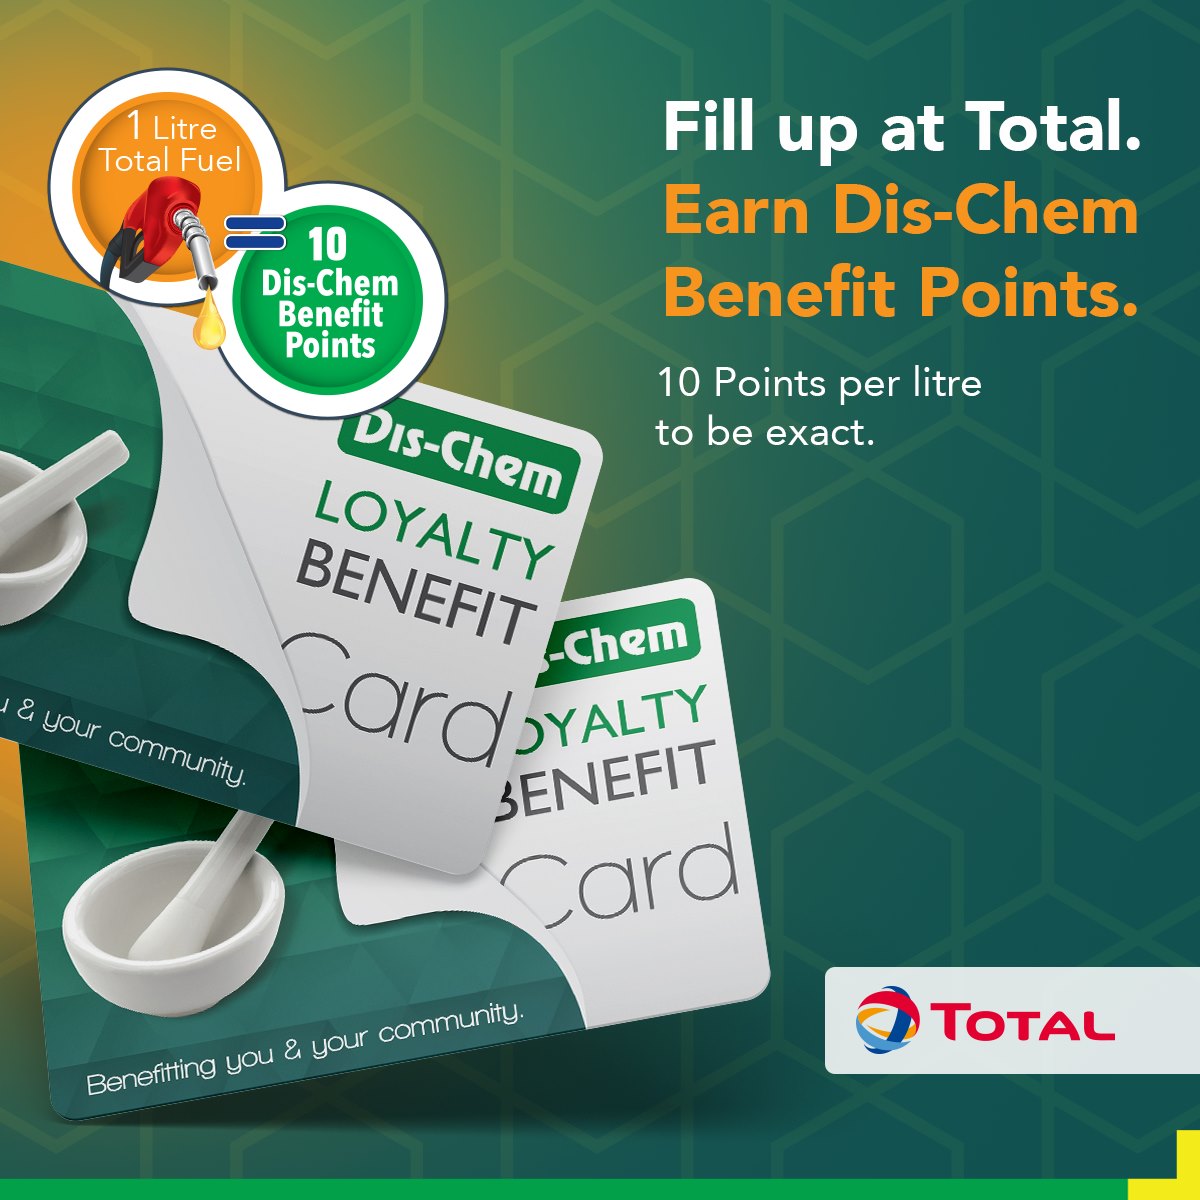 1 Litre
Total Fuel
=
10
Dis-Chem
Benefit
Points
Fill up at Total.
Earn Dis-Chem
Benefit Points.
10 Points per litre
to be exact.
Dis-Chem
LOYALTY
BENEFIT
Card
& your community.
-Chem
OYALTY
BENEFIT
Card
Benefitting you & your community.
TOTAL